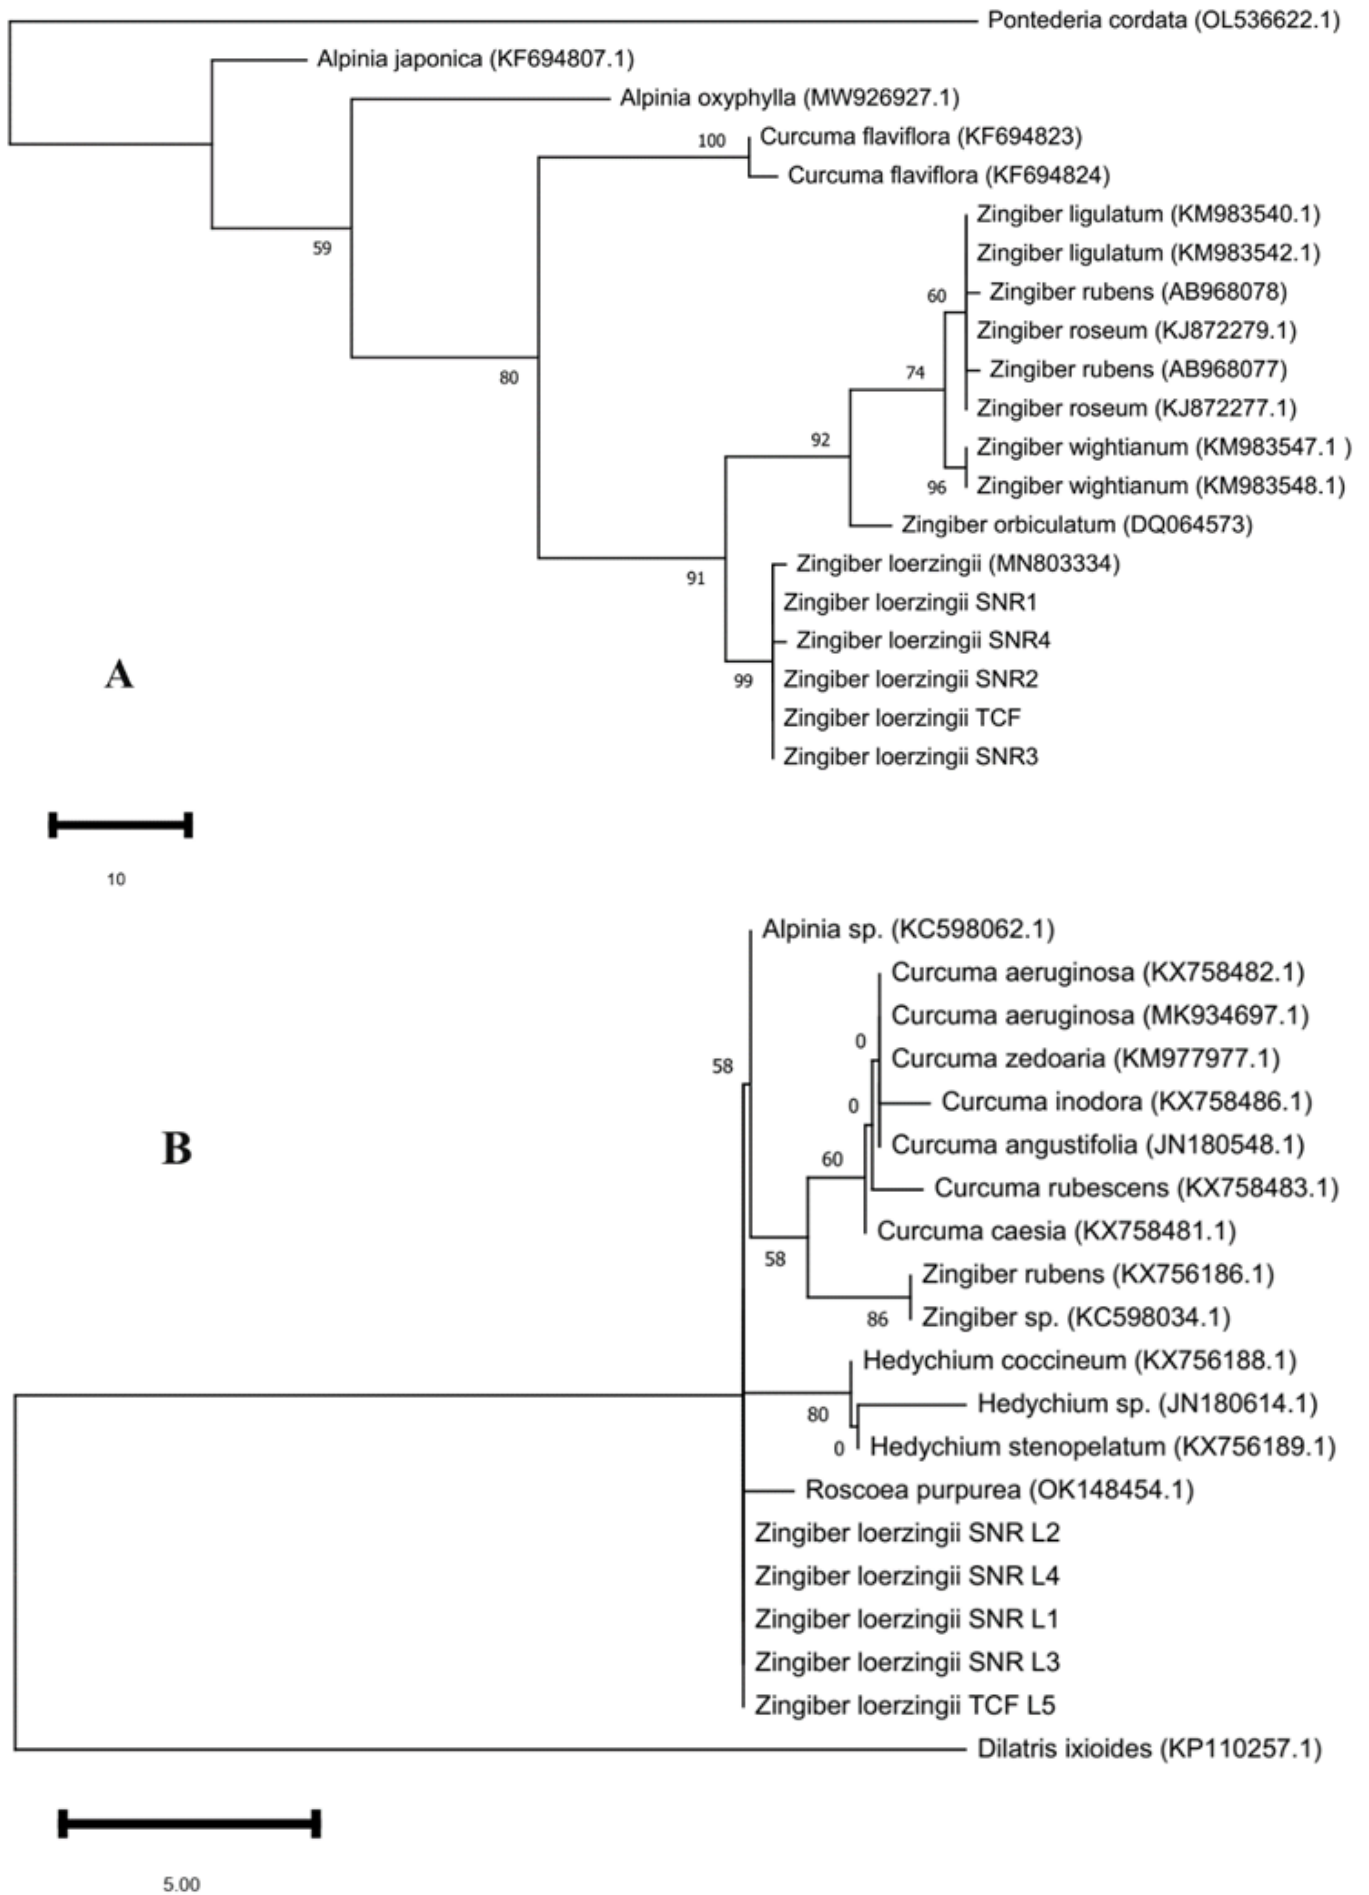 Pontederia cordata (OL536622.1)
Alpinia japonica (KF694807.1)
Alpinia oxyphylla (MW926927.1)
100
Curcuma flaviflora (KF694823)
Curcuma flaviflora (KF694824)
Zingiber ligulatum (KM983540.1)
59
Zingiber ligulatum (KM983542.1)
60
Zingiber rubens (AB968078)
Zingiber roseum (KJ872279.1)
80
74
Zingiber rubens (AB968077)
Zingiber roseum (KJ872277.1)
92
Zingiber wightianum (KM983547.1 )
96
Zingiber wightianum (KM983548.1)
Zingiber orbiculatum (DQ064573)
91
Zingiber loerzingii (MN803334)
Zingiber loerzingii SNR1
Zingiber loerzingii SNR4
99
Zingiber loerzingii SNR2
Zingiber loerzingii TCF
Zingiber loerzingii SNR3
A
10
Alpinia sp. (KC598062.1)
Curcuma aeruginosa (KX758482.1)
Curcuma aeruginosa (MK934697.1)
0
58
Curcuma zedoaria (KM977977.1)
0
Curcuma inodora (KX758486.1)
B
Curcuma angustifolia (JN180548.1)
60
Curcuma rubescens (KX758483.1)
Curcuma caesia (KX758481.1)
58
Zingiber rubens (KX756186.1)
86
Zingiber sp. (KC598034.1)
Hedychium coccineum (KX756188.1)
80
Hedychium sp. (JN180614.1)
0
Hedychium stenopelatum (KX756189.1)
Roscoea purpurea (OK148454.1)
Zingiber loerzingii SNR L2
Zingiber loerzingii SNR L4
Zingiber loerzingii SNR L1
Zingiber loerzingii SNR L3
Zingiber loerzingii TCF L5
Dilatris ixioides (KP110257.1)
5.00